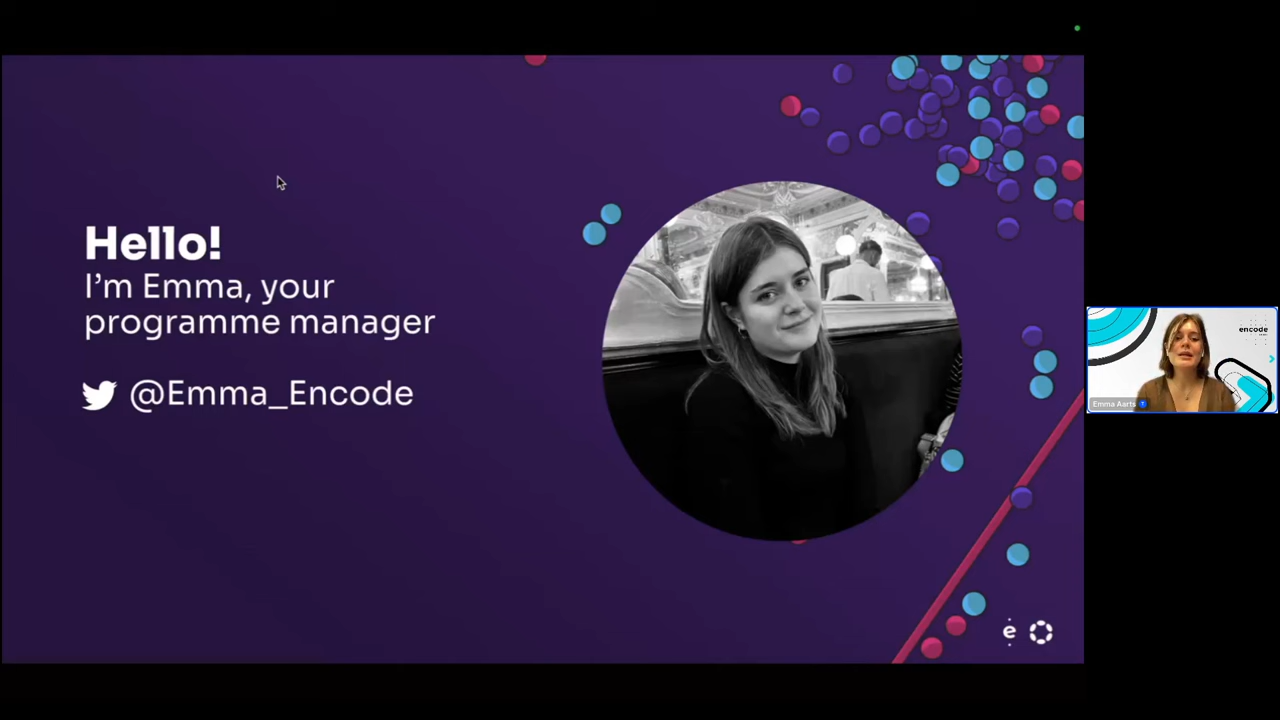 Hello!
I'm Emma, your
programme manager
@Emma_Encode
encode
Emma Aarts
e